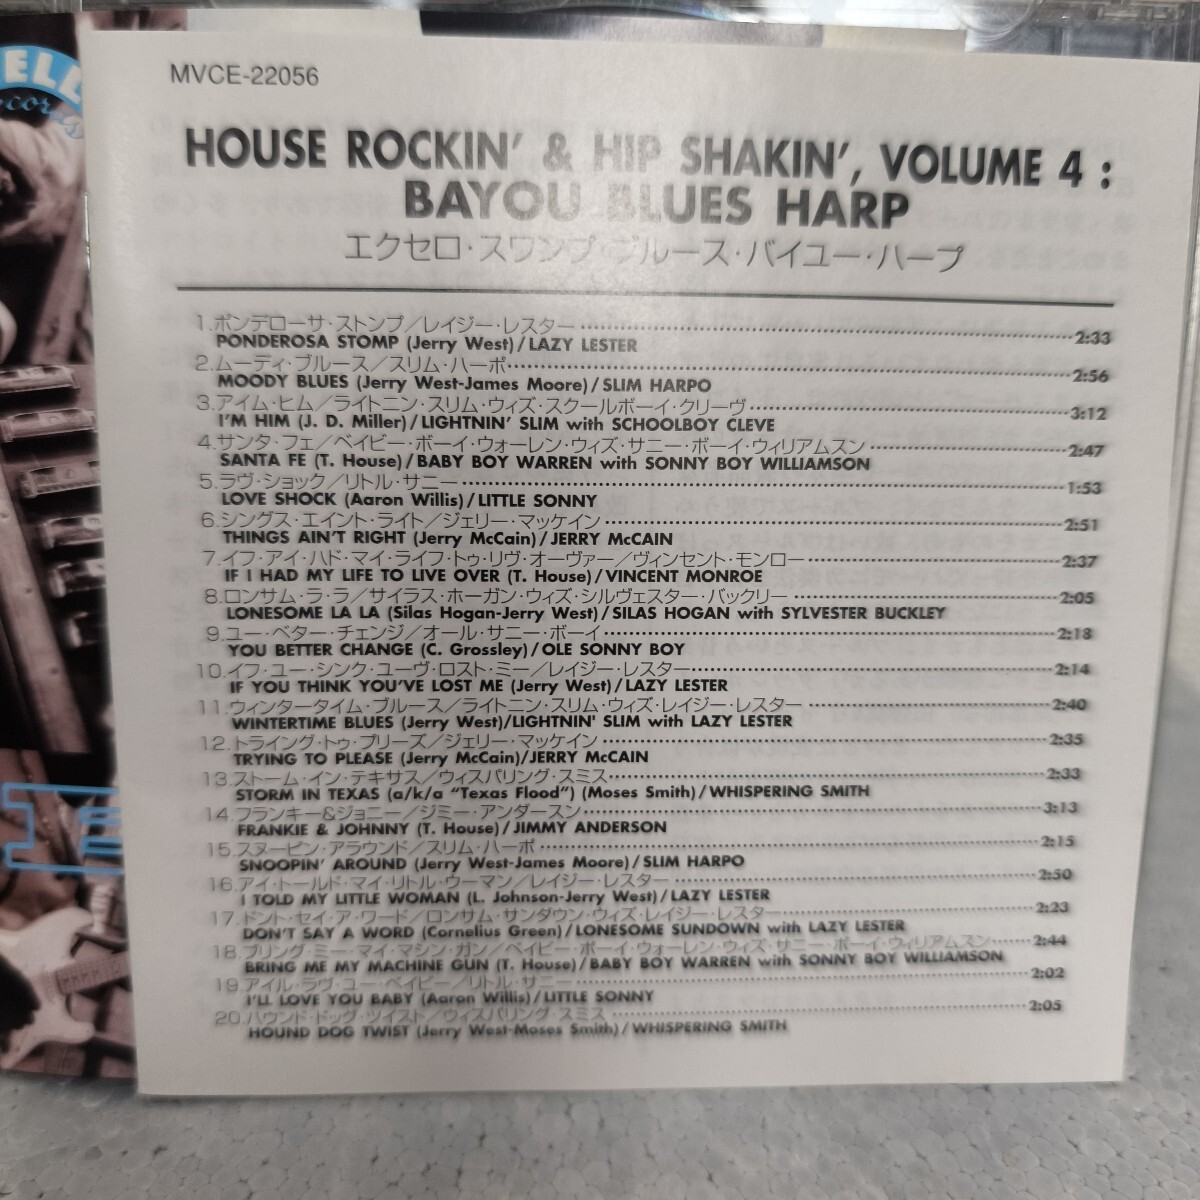 ELL
MVCE-22056
HOUSE ROCKIN' & HIP SHAKIN', VOLUME 4 :
BAYOU BLUES HARP
エクセロ・スワンプ・ブルース・バイユー・ハープ
1.ポンデローサ・ストンプ／レイジー・レスター 2:33
PONDEROSA STOMP (Jerry West)/LAZY LESTER
2.ムーディ・ブルース／スリム・ハーポ 2:56
MOODY BLUES (Jerry West-James Moore)/SLIM HARPO
3.アイム・ヒム／ライトニン・スリム・ウィズ・スクールボーイ・クリーヴ 3:12
I'M HIM (J. D. Miller)/LIGHTNIN' SLIM with SCHOOLBOY CLEVE
4.サンタ・フェ／ベイビー・ボーイ・ウォーレン・ウィズ・サニー・ボーイ・ウィリアムスン 2:47
SANTA FE (T. House)/BABY BOY WARREN with SONNY BOY WILLIAMSON
5.ラヴ・ショック／リトル・サニー 1:53
LOVE SHOCK (Aaron Willis)/LITTLE SONNY
6.シングス・エイント・ライト／ジェリー・マッケイン 2:51
THINGS AIN'T RIGHT (Jerry McCain)/JERRY McCAIN
7.イフ・アイ・ハド・マイ・ライフ・トゥ・リヴ・オーヴァー／ヴィンセント・モンロー 2:37
IF I HAD MY LIFE TO LIVE OVER (T. House)/VINCENT MONROE
8.ロンサム・ラ・ラ／サイラス・ホーガン・ウィズ・シルヴェスター・バックリー 2:05
LONESOME LA LA (Silas Hogan-Jerry West)/SILAS HOGAN with SYLVESTER BUCKLEY
9.ユー・ベター・チェンジ／オール・サニー・ボーイ 2:18
YOU BETTER CHANGE (C. Grossley)/OLE SONNY BOY
10.イフ・ユー・シンク・ユーヴ・ロスト・ミー／レイジー・レスター 2:14
IF YOU THINK YOU'VE LOST ME (Jerry West)/LAZY LESTER
11.ウィンタータイム・ブルース／ライトニン・スリム・ウィズ・レイジー・レスター 2:40
WINTERTIME BLUES (Jerry West)/LIGHTNIN' SLIM with LAZY LESTER
12.トライング・トゥ・プリーズ／ジェリー・マッケイン 2:35
TRYING TO PLEASE (Jerry McCain)/JERRY McCAIN
13.ストーム・イン・テキサス／ウィスパリング・スミス 2:33
STORM IN TEXAS (a/k/a "Texas Flood") (Moses Smith)/WHISPERING SMITH
14.フランキー&ジョニー／ジミー・アンダースン 3:13
FRANKIE & JOHNNY (T. House)/JIMMY ANDERSON
15.スヌーピン・アラウンド／スリム・ハーポ 2:15
SNOOPIN' AROUND (Jerry West-James Moore)/SLIM HARPO
16.アイ・トールド・マイ・リトル・ウーマン／レイジー・レスター 2:50
I TOLD MY LITTLE WOMAN (L. Johnson-Jerry West)/LAZY LESTER
17.ドント・セイ・ア・ワード／ロンサム・サンダウン・ウィズ・レイジー・レスター 2:23
DON'T SAY A WORD (Cornelius Green)/LONESOME SUNDOWN with LAZY LESTER
18.ブリング・ミー・マイ・マシン・ガン／ベイビー・ボーイ・ウォーレン・ウィズ・サニー・ボーイ・ウィリアムスン 2:44
BRING ME MY MACHINE GUN (T. House)/BABY BOY WARREN with SONNY BOY WILLIAMSON
19.アイル・ラヴ・ユー・ベイビー／リトル・サニー 2:02
I'LL LOVE YOU BABY (Aaron Willis)/LITTLE SONNY
20.ハウンド・ドッグ・ツイスト／ウィスパリング・スミス 2:05
HOUND DOG TWIST (Jerry West-Moses Smith)/WHISPERING SMITH